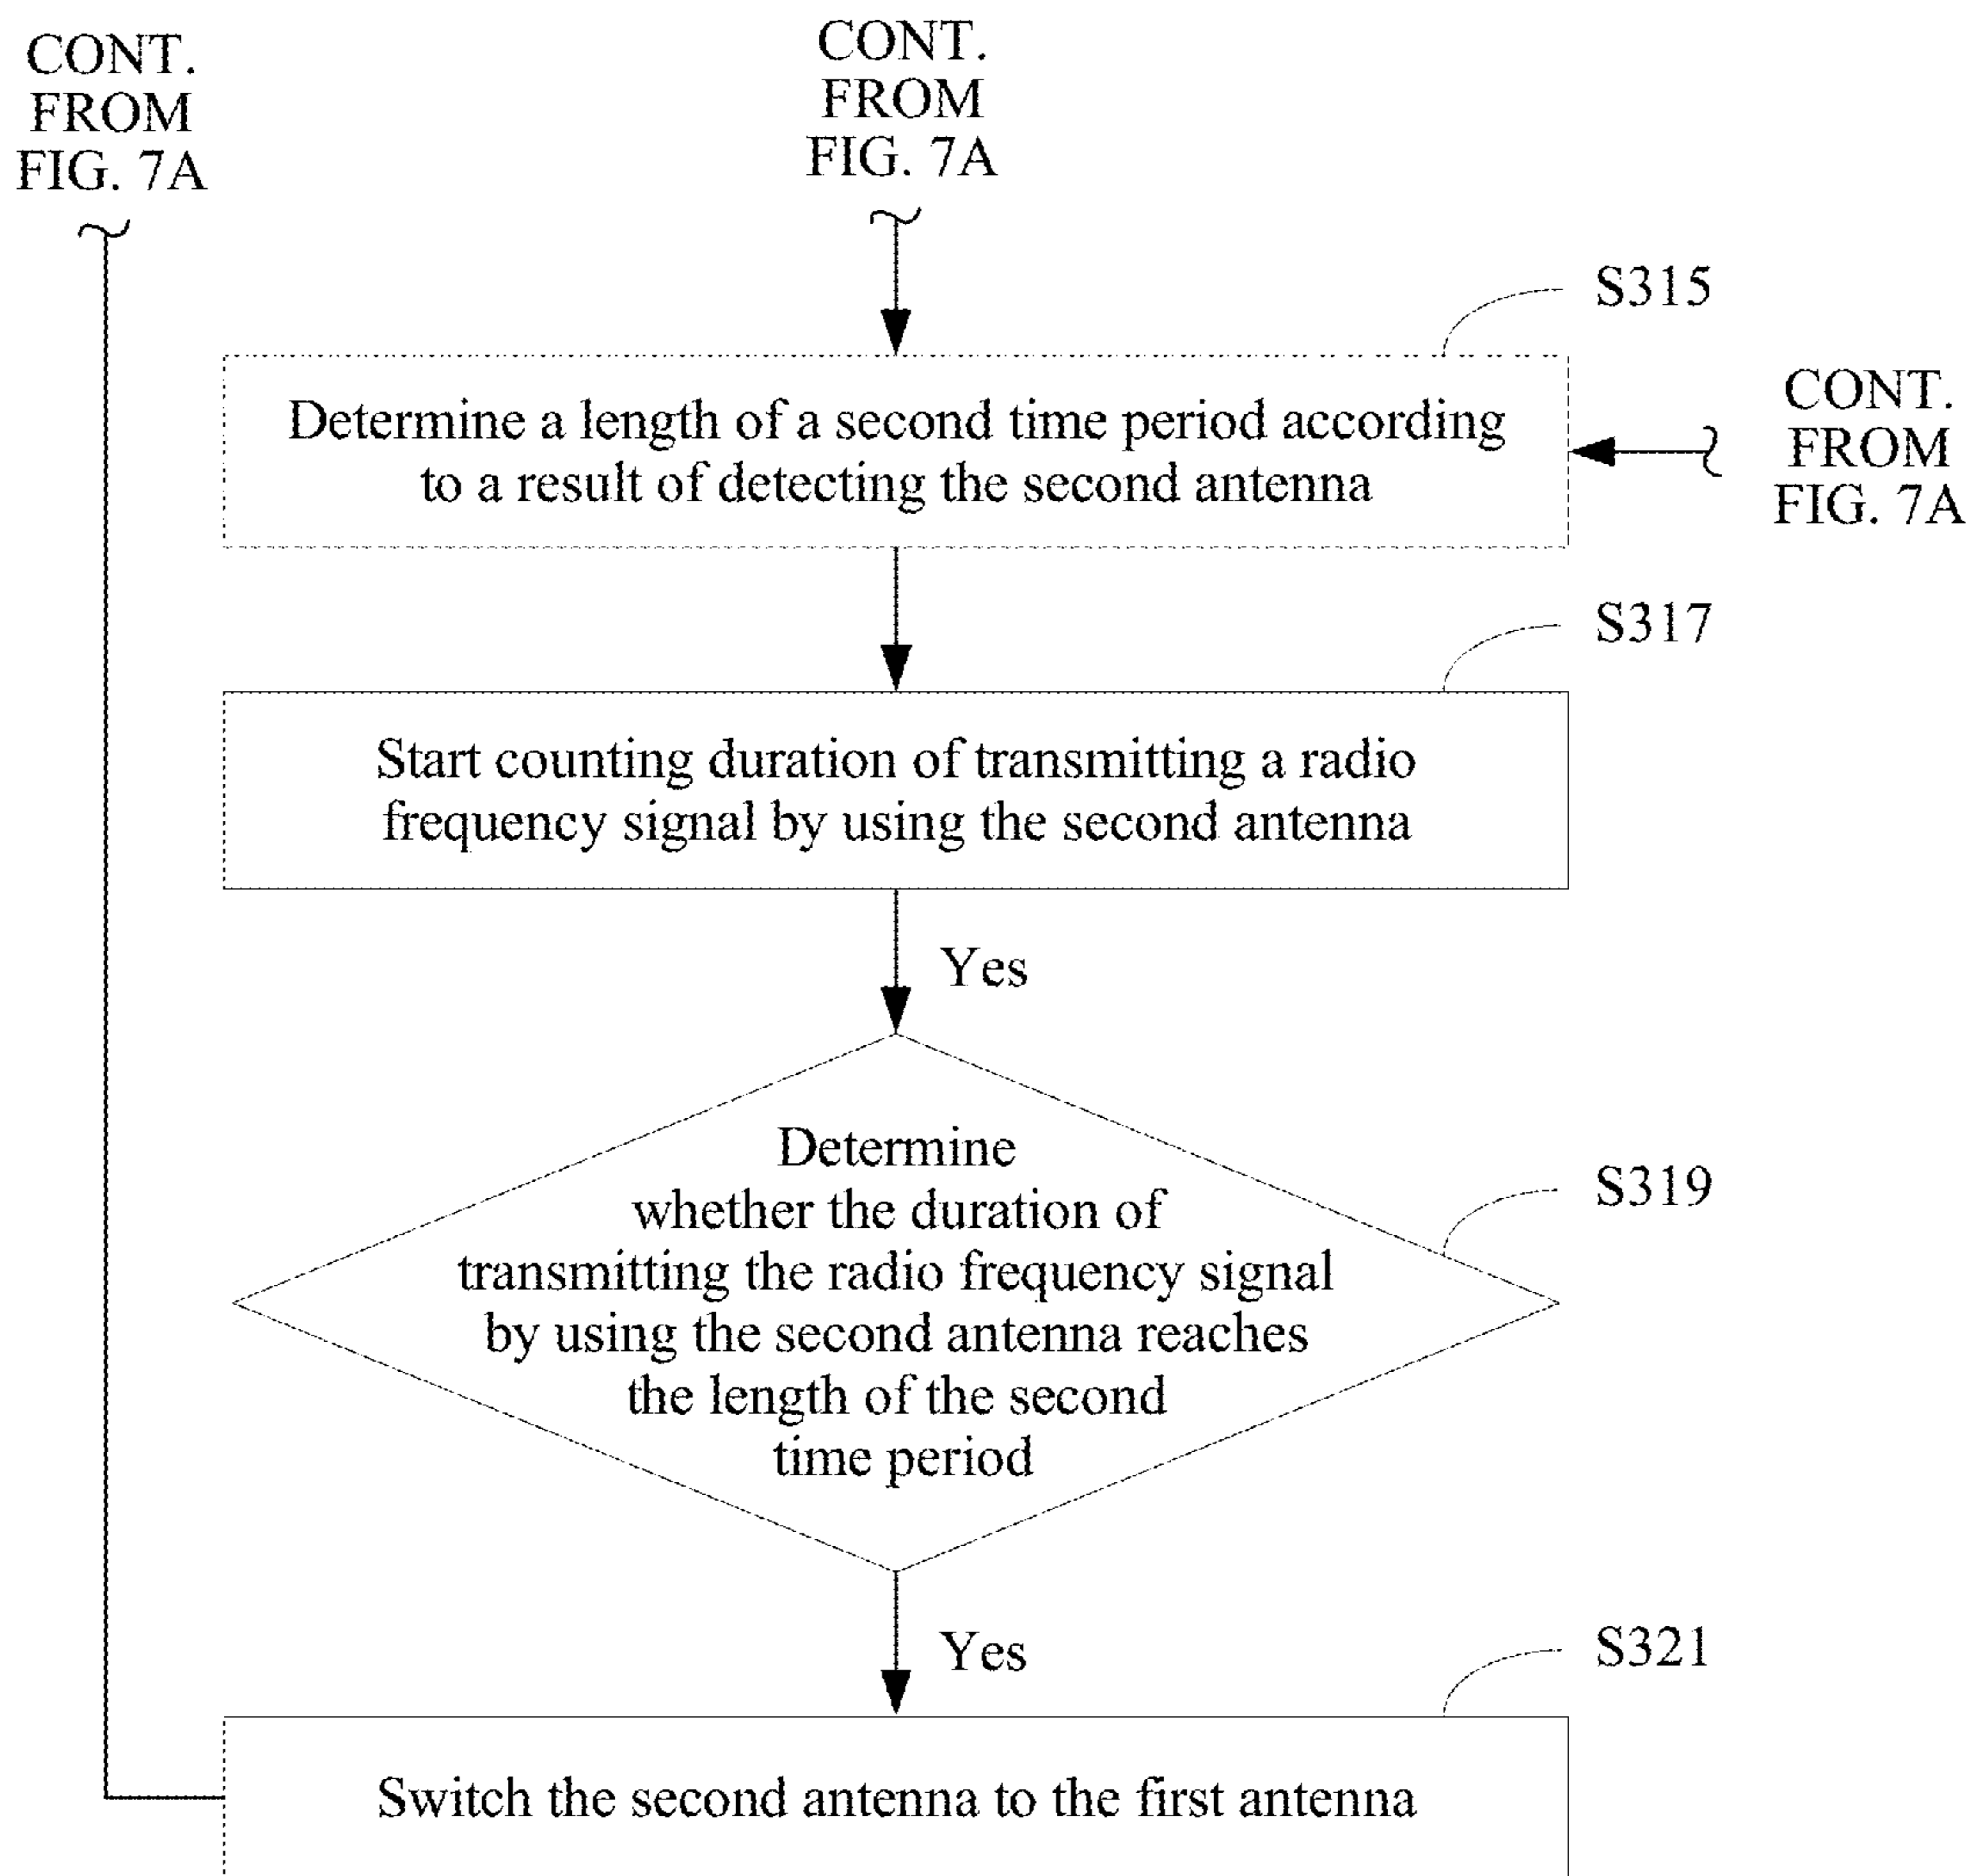 CONT.
FROM
FIG. 7A
CONT.
FROM
FIG. 7A
S315
Determine a length of a second time period according
to a result of detecting the second antenna
CONT.
FROM
FIG. 7A
S317
Start counting duration of transmitting a radio
frequency signal by using the second antenna
Yes
Determine
whether the duration of
transmitting the radio frequency signal
by using the second antenna reaches
the length of the second
time period
S319
Yes
S321
Switch the second antenna to the first antenna